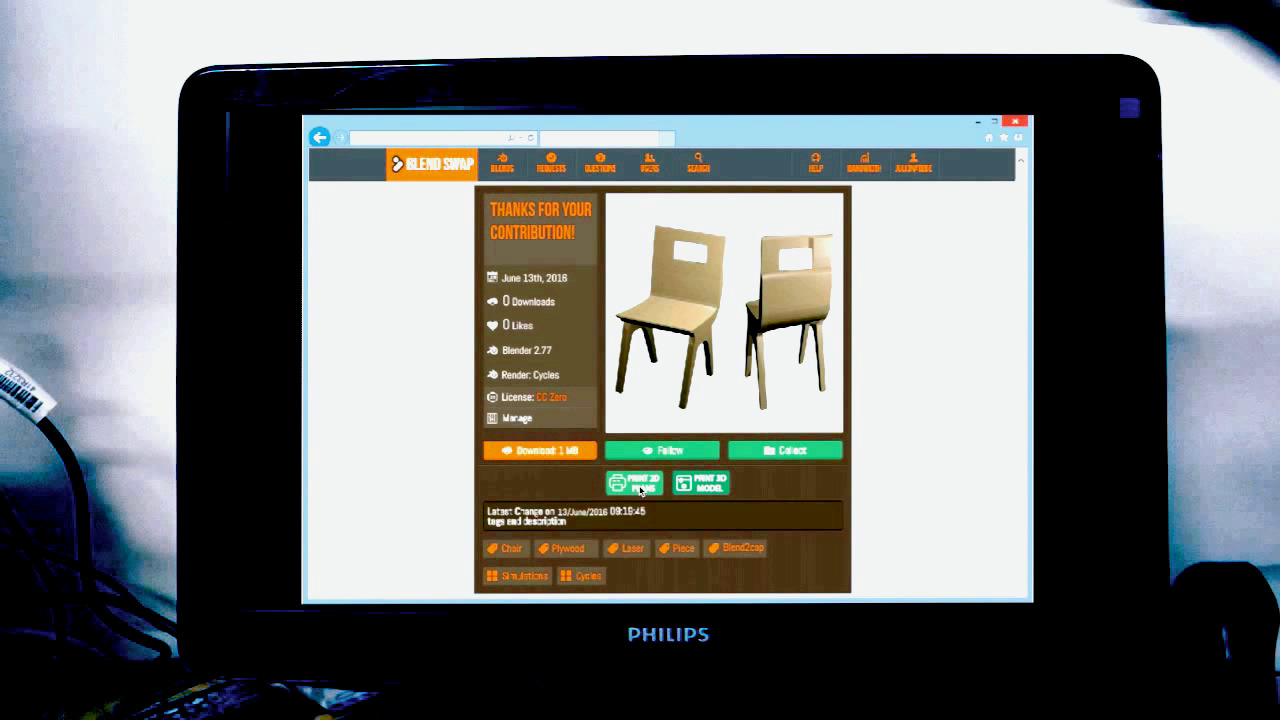 BLEND SWAP
BLENDS
REQUESTS
QUESTIONS
USERS
SEARCH
HELP
BANDWIDTH
THANKS FOR YOUR
CONTRIBUTION!
June 13th, 2016
0 Downloads
0 Likes
Blender 2.77
Render: Cycles
License: CC Zero
Manage
Download: 1 MB
Follow
Collect
PRINT 2D
PRINT 3D
MODEL
Latest Change on 13/June/2016 09:19:45
tags and description
Chair
Plywood
Laser
Piece
Blend2cap
Simulations
Cycles
PHILIPS